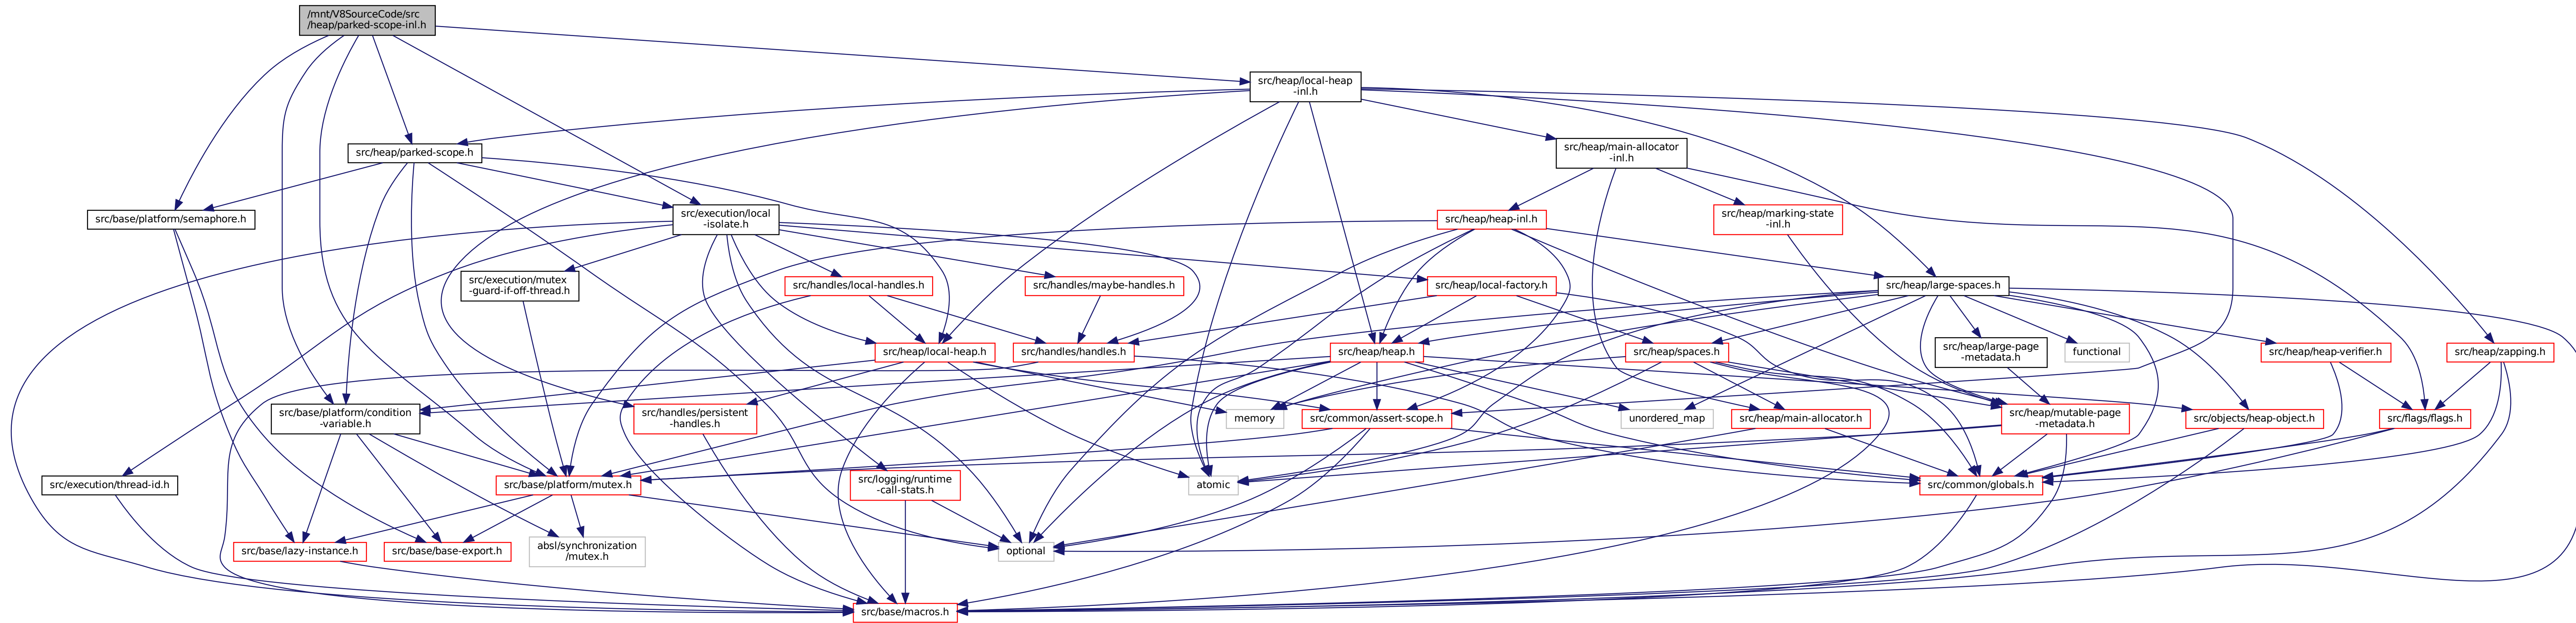 /mnt/V8SourceCode/src
/heap/parked-scope-inl.h
src/heap/local-heap
-inl.h
src/heap/parked-scope.h
src/heap/main-allocator
-inl.h
src/base/platform/semaphore.h
src/execution/local
-isolate.h
src/heap/heap-inl.h
src/heap/marking-state
-inl.h
src/execution/mutex
-guard-if-off-thread.h
src/handles/local-handles.h
src/handles/maybe-handles.h
src/heap/local-factory.h
src/heap/large-spaces.h
src/heap/local-heap.h
src/handles/handles.h
src/heap/heap.h
src/heap/spaces.h
src/heap/large-page
-metadata.h
functional
src/heap/heap-verifier.h
src/heap/zapping.h
src/base/platform/condition
-variable.h
src/handles/persistent
-handles.h
memory
src/common/assert-scope.h
unordered_map
src/heap/main-allocator.h
src/heap/mutable-page
-metadata.h
src/objects/heap-object.h
src/flags/flags.h
src/execution/thread-id.h
src/base/platform/mutex.h
src/logging/runtime
-call-stats.h
atomic
src/common/globals.h
src/base/lazy-instance.h
src/base/base-export.h
absl/synchronization
/mutex.h
optional
src/base/macros.h